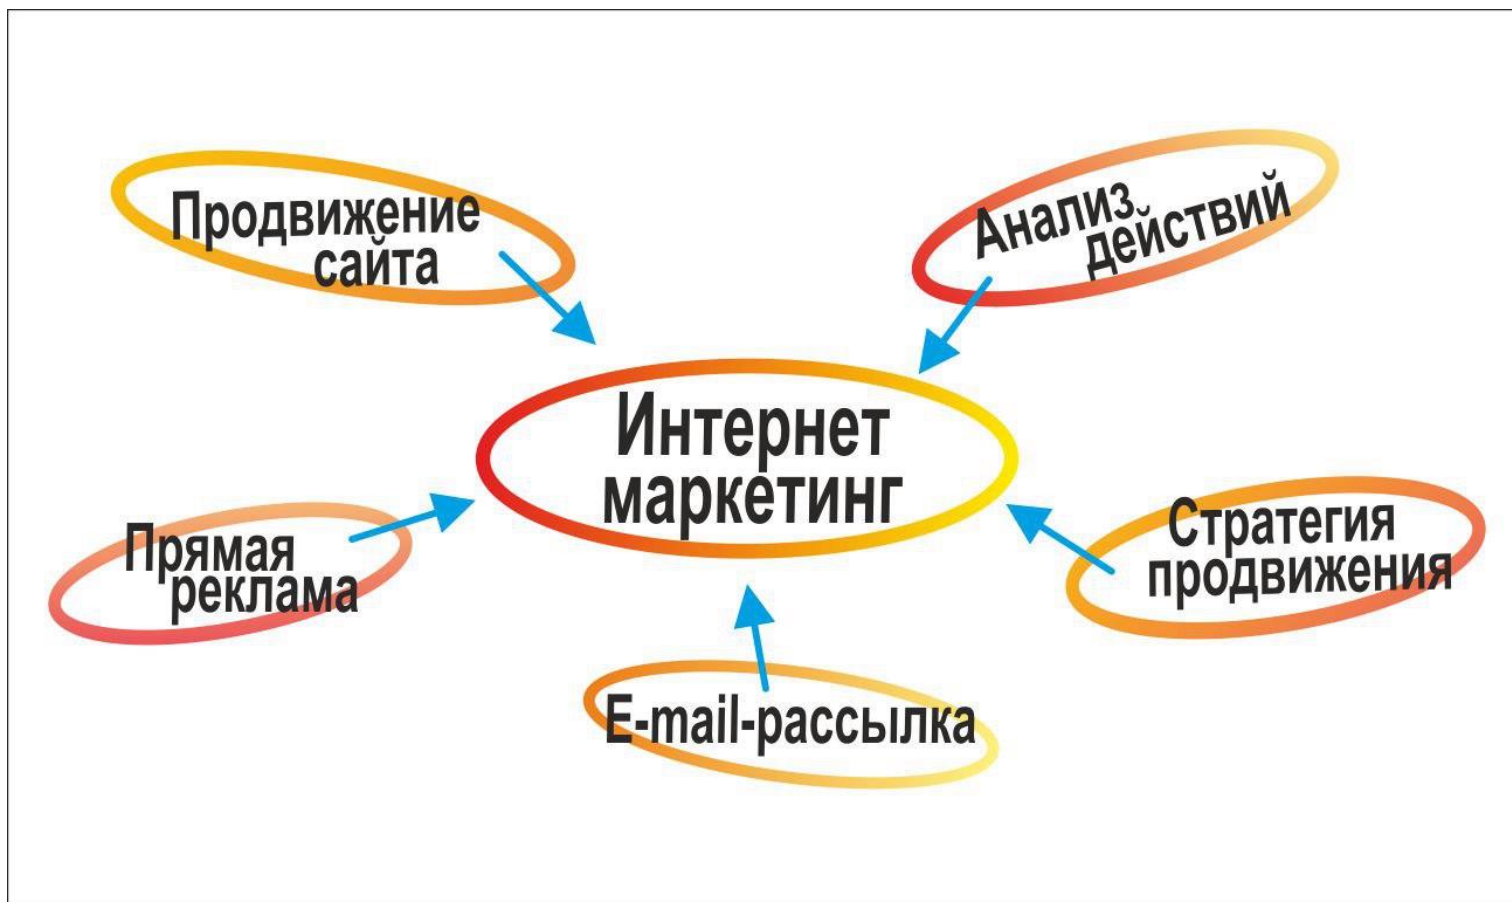 Продвижение
сайта
Анализ
действий
Интернет
маркетинг
Прямая
реклама
Стратегия
продвижения
E-mail-рассылка